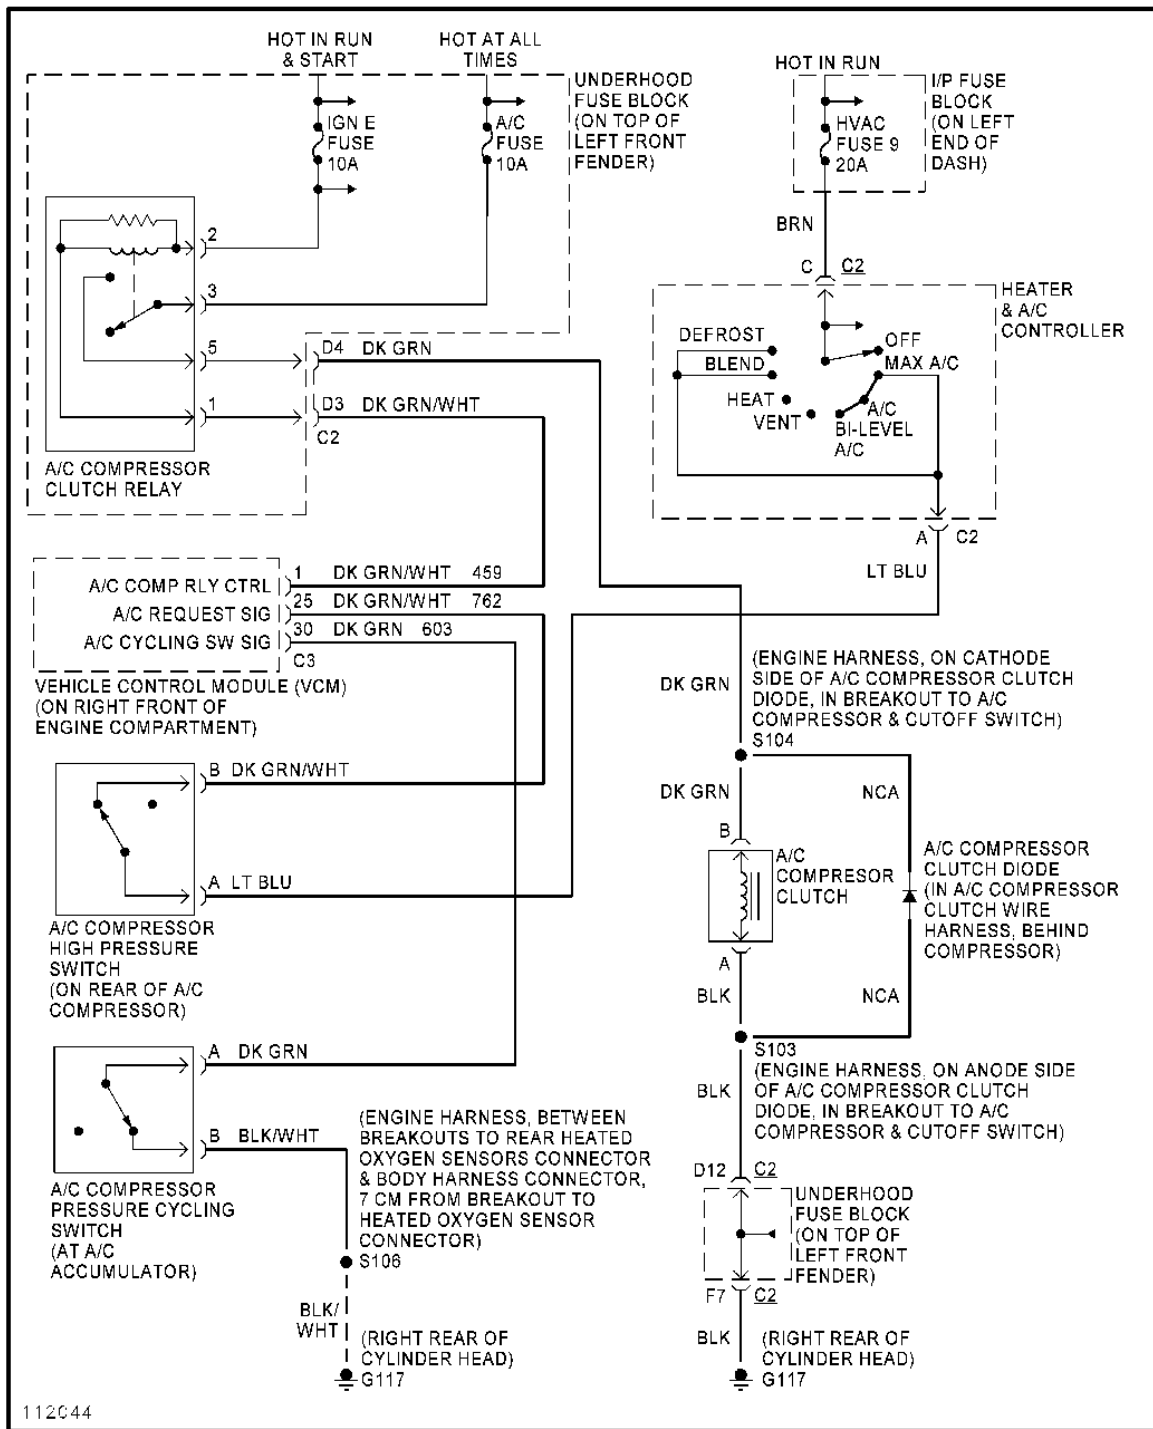 HOT IN RUN
& START
HOT AT ALL
TIMES
HOT IN RUN
UNDERHOOD
FUSE BLOCK
(ON TOP OF
LEFT FRONT
FENDER)
I/P FUSE
BLOCK
(ON LEFT
END OF
DASH)
IGN E
FUSE
10A
A/C
FUSE
10A
HVAC
FUSE 9
20A
BRN
C C2
2
3
5
1
D4 DK GRN
D3 DK GRN/WHT
C2
A/C COMPRESSOR
CLUTCH RELAY
HEATER
& A/C
CONTROLLER
DEFROST
BLEND
HEAT
VENT
OFF
MAX A/C
A/C
BI-LEVEL
A/C
A C2
LT BLU
A/C COMP RLY CTRL
A/C REQUEST SIG
A/C CYCLING SW SIG
1 DK GRN/WHT 459
25 DK GRN/WHT 762
30 DK GRN 603
C3
VEHICLE CONTROL MODULE (VCM)
(ON RIGHT FRONT OF
ENGINE COMPARTMENT)
DK GRN
(ENGINE HARNESS, ON CATHODE
SIDE OF A/C COMPRESSOR CLUTCH
DIODE, IN BREAKOUT TO A/C
COMPRESSOR & CUTOFF SWITCH)
S104
B DK GRN/WHT
A LT BLU
A/C COMPRESSOR
HIGH PRESSURE
SWITCH
(ON REAR OF A/C
COMPRESSOR)
DK GRN
NCA
B
A/C
COMPRESOR
CLUTCH
A
A/C COMPRESSOR
CLUTCH DIODE
(IN A/C COMPRESSOR
CLUTCH WIRE
HARNESS, BEHIND
COMPRESSOR)
BLK
NCA
S103
(ENGINE HARNESS, ON ANODE SIDE
OF A/C COMPRESSOR CLUTCH
DIODE, IN BREAKOUT TO A/C
COMPRESSOR & CUTOFF SWITCH)
BLK
A DK GRN
B BLK/WHT
A/C COMPRESSOR
PRESSURE CYCLING
SWITCH
(AT A/C
ACCUMULATOR)
(ENGINE HARNESS, BETWEEN
BREAKOUTS TO REAR HEATED
OXYGEN SENSORS CONNECTOR
& BODY HARNESS CONNECTOR,
7 CM FROM BREAKOUT TO
HEATED OXYGEN SENSOR
CONNECTOR)
S106
BLK/
WHT
(RIGHT REAR OF
CYLINDER HEAD)
G117
D12 C2
UNDERHOOD
FUSE BLOCK
(ON TOP OF
LEFT FRONT
FENDER)
F7 C2
BLK
(RIGHT REAR OF
CYLINDER HEAD)
G117
112044